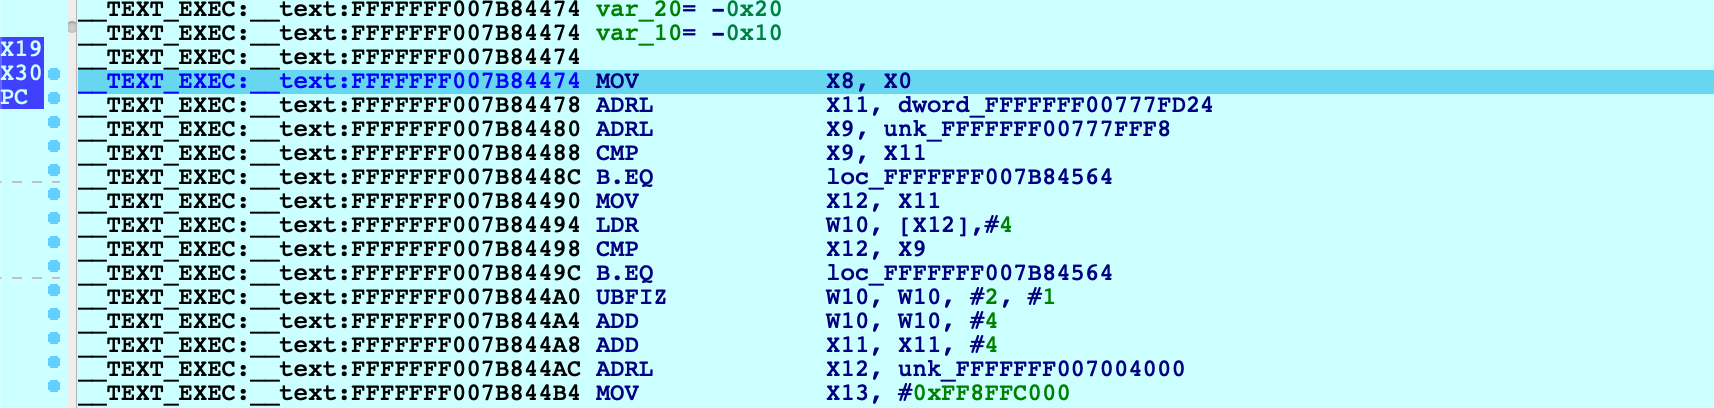 __TEXT_EXEC:__text:FFFFFFF007B84474 var_20= -0x20
__TEXT_EXEC:__text:FFFFFFF007B84474 var_10= -0x10
X19
__TEXT_EXEC:__text:FFFFFFF007B84474
X30
__TEXT_EXEC:__text:FFFFFFF007B84474 MOV X8, X0
PC
__TEXT_EXEC:__text:FFFFFFF007B84478 ADRL X11, dword_FFFFFFF00777FD24
__TEXT_EXEC:__text:FFFFFFF007B84480 ADRL X9, unk_FFFFFFF00777FFF8
__TEXT_EXEC:__text:FFFFFFF007B84488 CMP X9, X11
__TEXT_EXEC:__text:FFFFFFF007B8448C B.EQ loc_FFFFFFF007B84564
__TEXT_EXEC:__text:FFFFFFF007B84490 MOV X12, X11
__TEXT_EXEC:__text:FFFFFFF007B84494 LDR W10, [X12],#4
__TEXT_EXEC:__text:FFFFFFF007B84498 CMP X12, X9
__TEXT_EXEC:__text:FFFFFFF007B8449C B.EQ loc_FFFFFFF007B84564
__TEXT_EXEC:__text:FFFFFFF007B844A0 UBFIZ W10, W10, #2, #1
__TEXT_EXEC:__text:FFFFFFF007B844A4 ADD W10, W10, #4
__TEXT_EXEC:__text:FFFFFFF007B844A8 ADD X11, X11, #4
__TEXT_EXEC:__text:FFFFFFF007B844AC ADRL X12, unk_FFFFFFF007004000
__TEXT_EXEC:__text:FFFFFFF007B844B4 MOV X13, #0xFF8FFC000